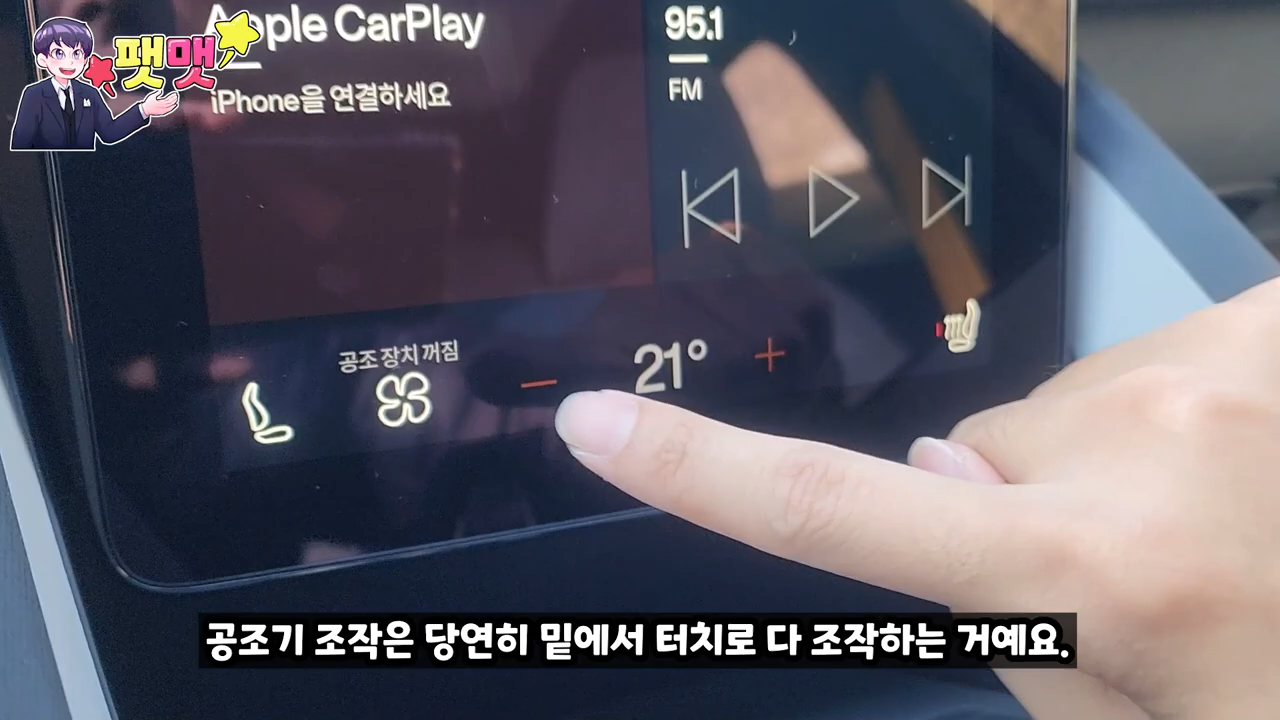 팻맷
Apple CarPlay
iPhone을 연결하세요
95.1
FM
공조 장치 꺼짐
21°
공조기 조작은 당연히 밑에서 터치로 다 조작하는 거예요.